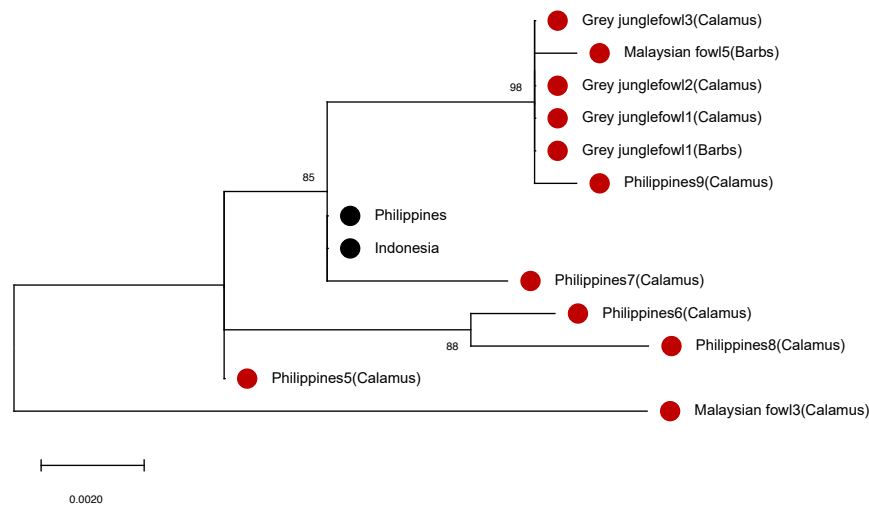 Grey junglefowl3(Calamus)
Malaysian fowl5(Barbs)
98
Grey junglefowl2(Calamus)
Grey junglefowl1(Calamus)
Grey junglefowl1(Barbs)
85
Philippines9(Calamus)
Philippines
Indonesia
Philippines7(Calamus)
Philippines6(Calamus)
88
Philippines8(Calamus)
Philippines5(Calamus)
Malaysian fowl3(Calamus)
0.0020